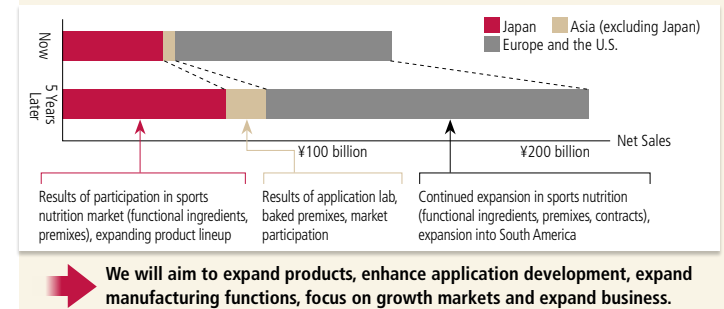 Japan
Asia (excluding Japan)
Europe and the U.S.
Now
5 Years
Later
¥100 billion
¥200 billion
Net Sales
Results of participation in sports
nutrition market (functional ingredients,
premixes), expanding product lineup
Results of application lab,
baked premixes, market
participation
Continued expansion in sports nutrition
(functional ingredients, premixes, contracts),
expansion into South America
We will aim to expand products, enhance application development, expand
manufacturing functions, focus on growth markets and expand business.